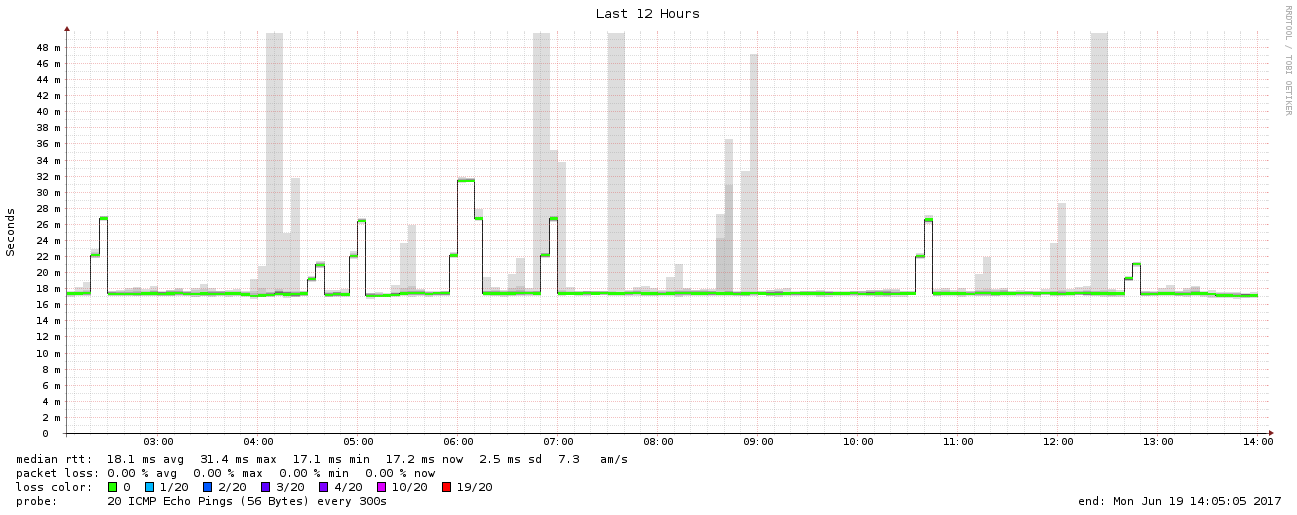 Last 12 Hours
RRDTOOL / TOBI OETIKER
Seconds
48 m
46 m
44 m
42 m
40 m
38 m
36 m
34 m
32 m
30 m
28 m
26 m
24 m
22 m
20 m
18 m
16 m
14 m
12 m
10 m
8 m
6 m
4 m
2 m
0
03:00 04:00 05:00 06:00 07:00 08:00 09:00 10:00 11:00 12:00 13:00 14:00
median rtt: 18.1 ms avg 31.4 ms max 17.1 ms min 17.2 ms now 2.5 ms sd 7.3 am/s
packet loss: 0.00 % avg 0.00 % max 0.00 % min 0.00 % now
loss color: 0 1/20 2/20 3/20 4/20 10/20 19/20
probe: 20 ICMP Echo Pings (56 Bytes) every 300s end: Mon Jun 19 14:05:05 2017